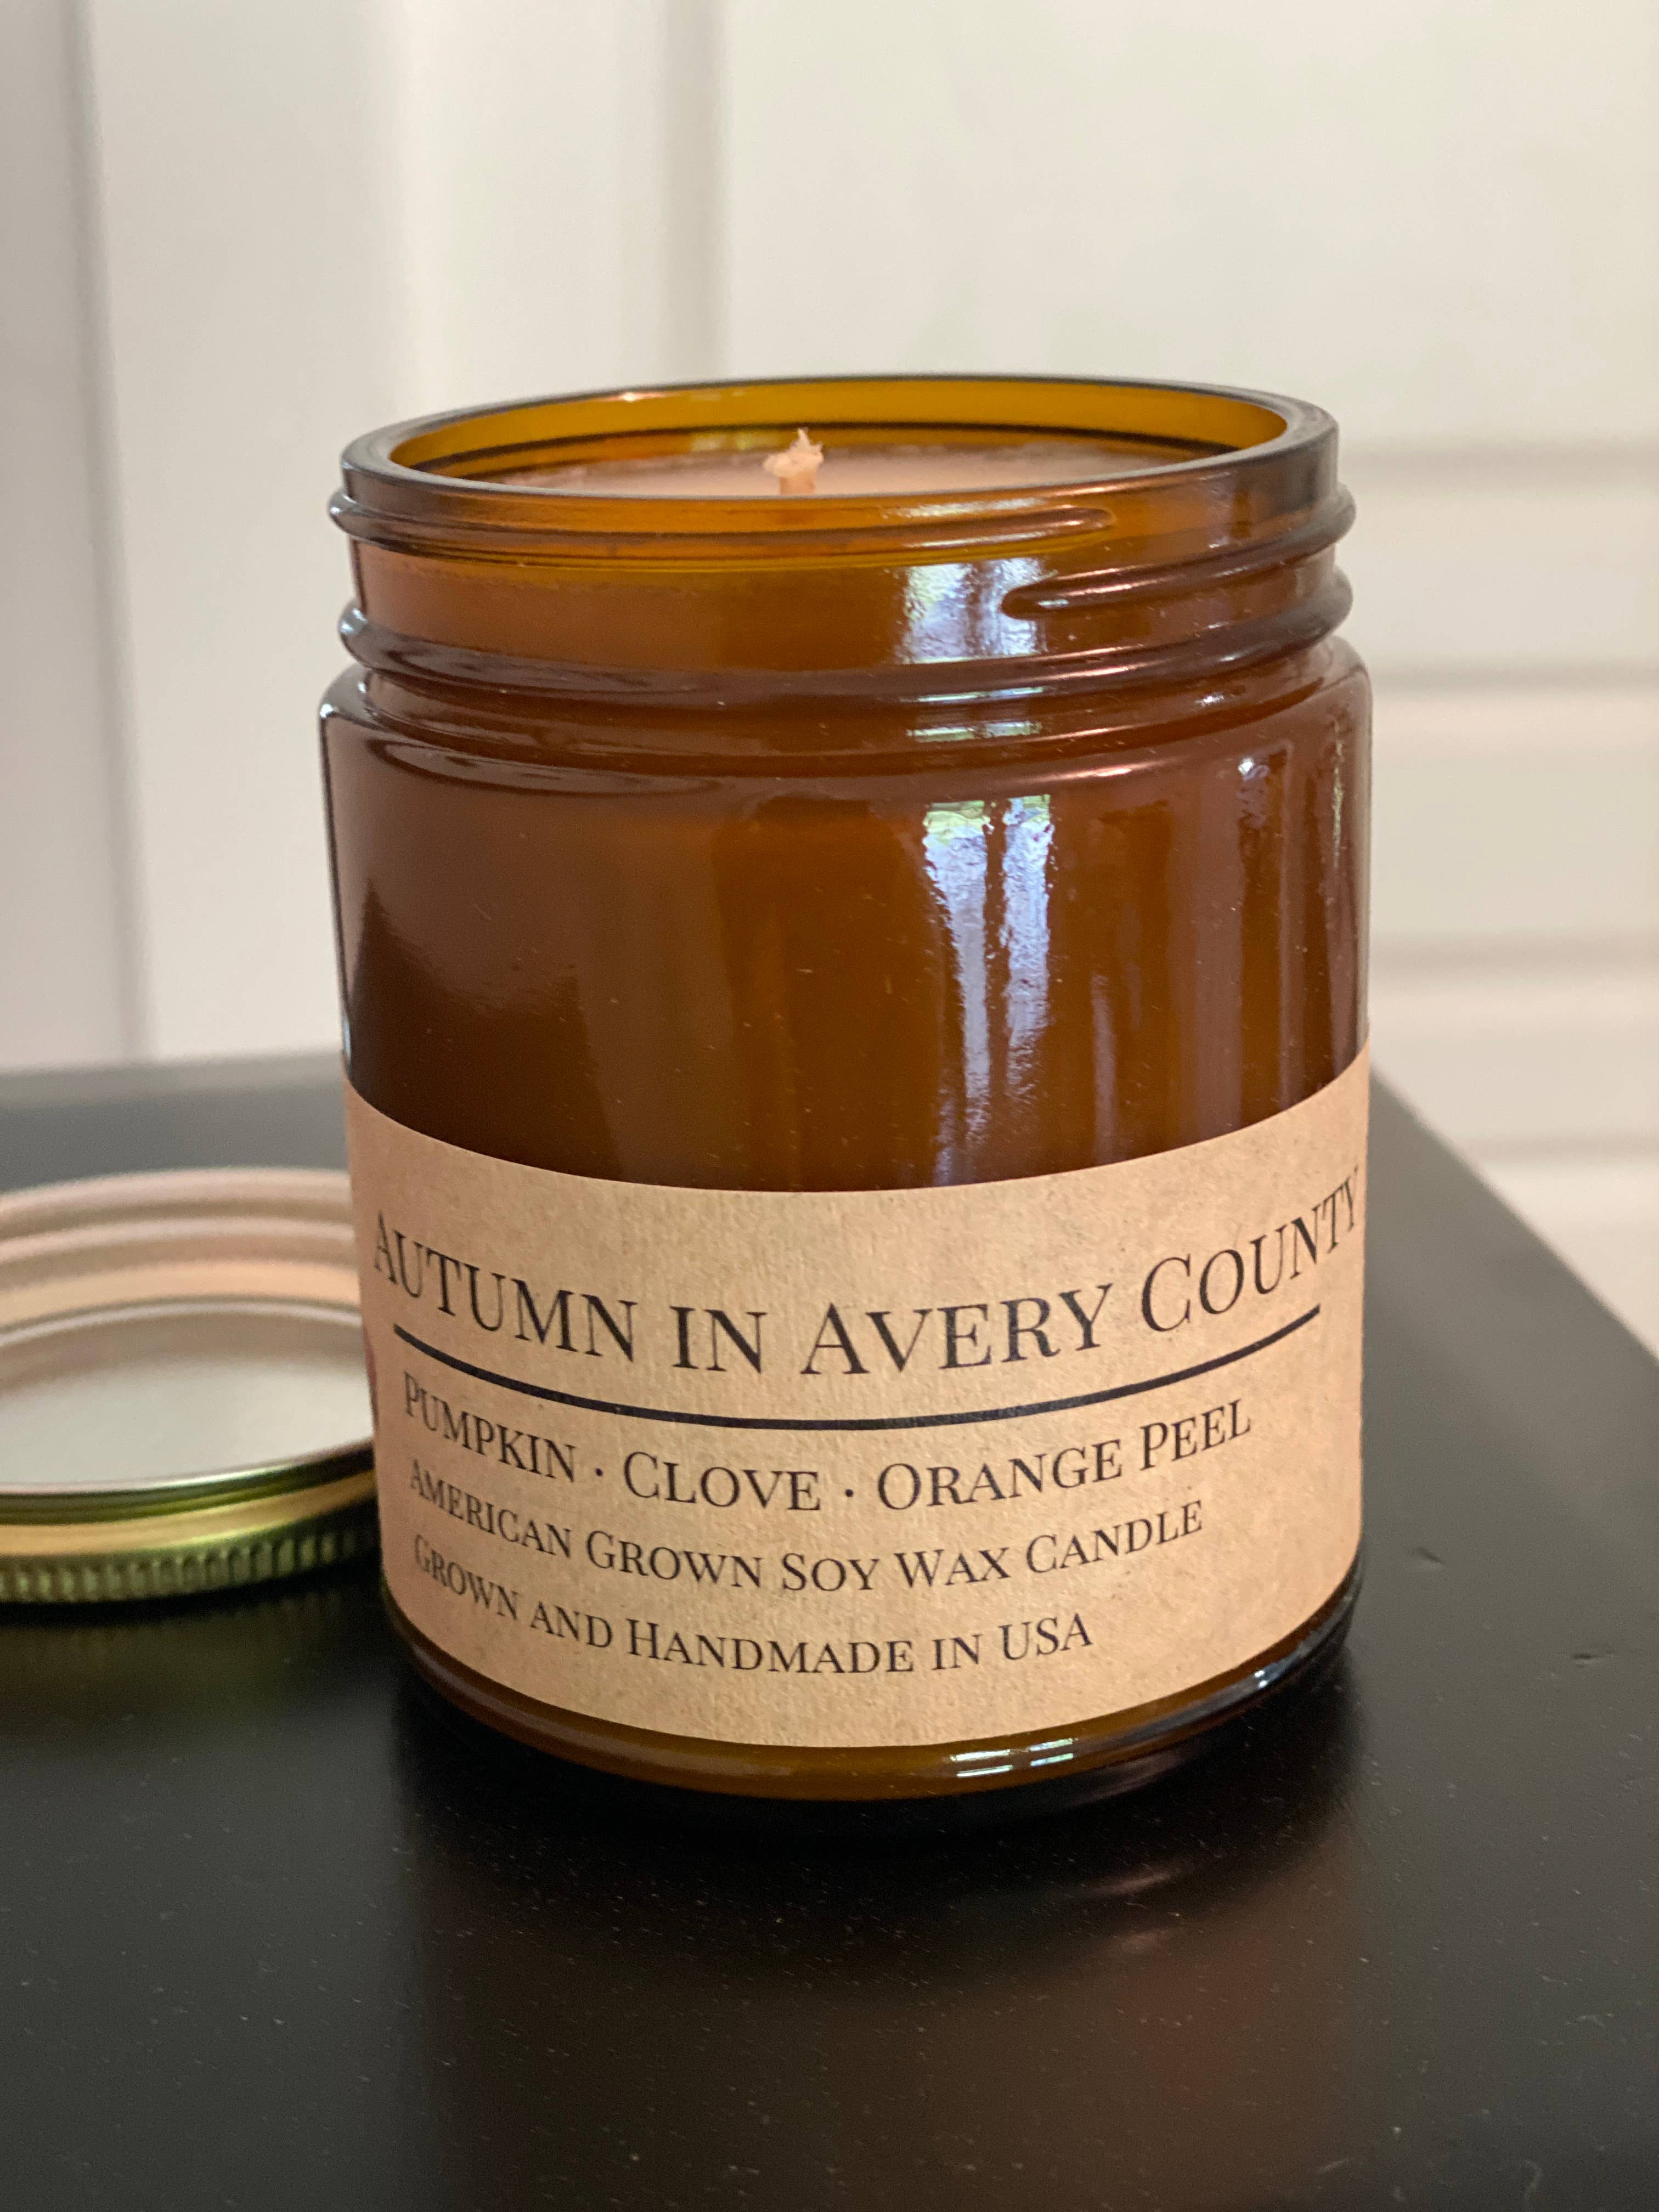 Autumn in Avery County
Pumpkin · Clove · Orange Peel
American Grown Soy Wax Candle
Grown and Handmade in USA